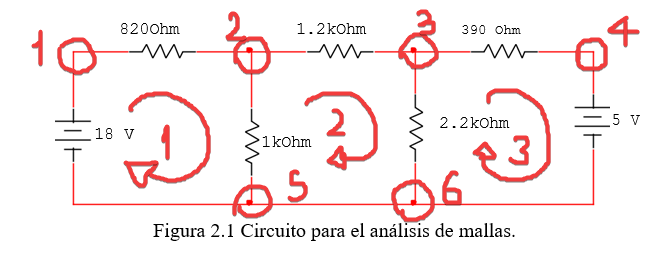 820Ohm 1.2kOhm 390 Ohm
1 2 3 4
18 V 1 1kOhm 2 2.2kOhm 3 5 V
5 6
Figura 2.1 Circuito para el análisis de mallas.